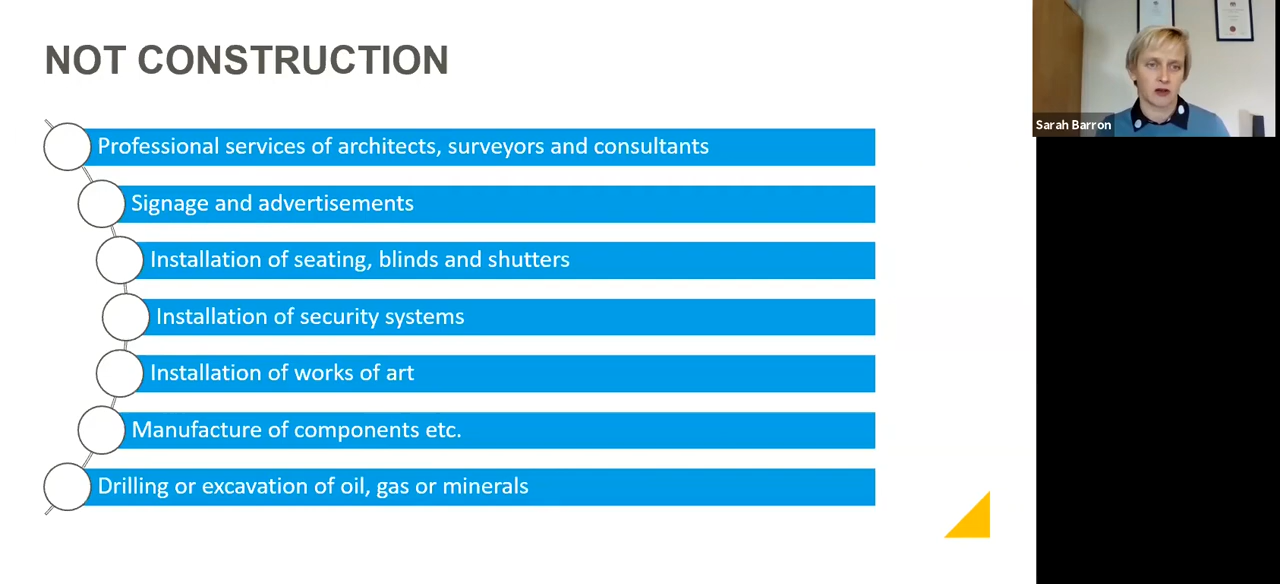 NOT CONSTRUCTION
Professional services of architects, surveyors and consultants
Signage and advertisements
Installation of seating, blinds and shutters
Installation of security systems
Installation of works of art
Manufacture of components etc.
Drilling or excavation of oil, gas or minerals
Sarah Barron